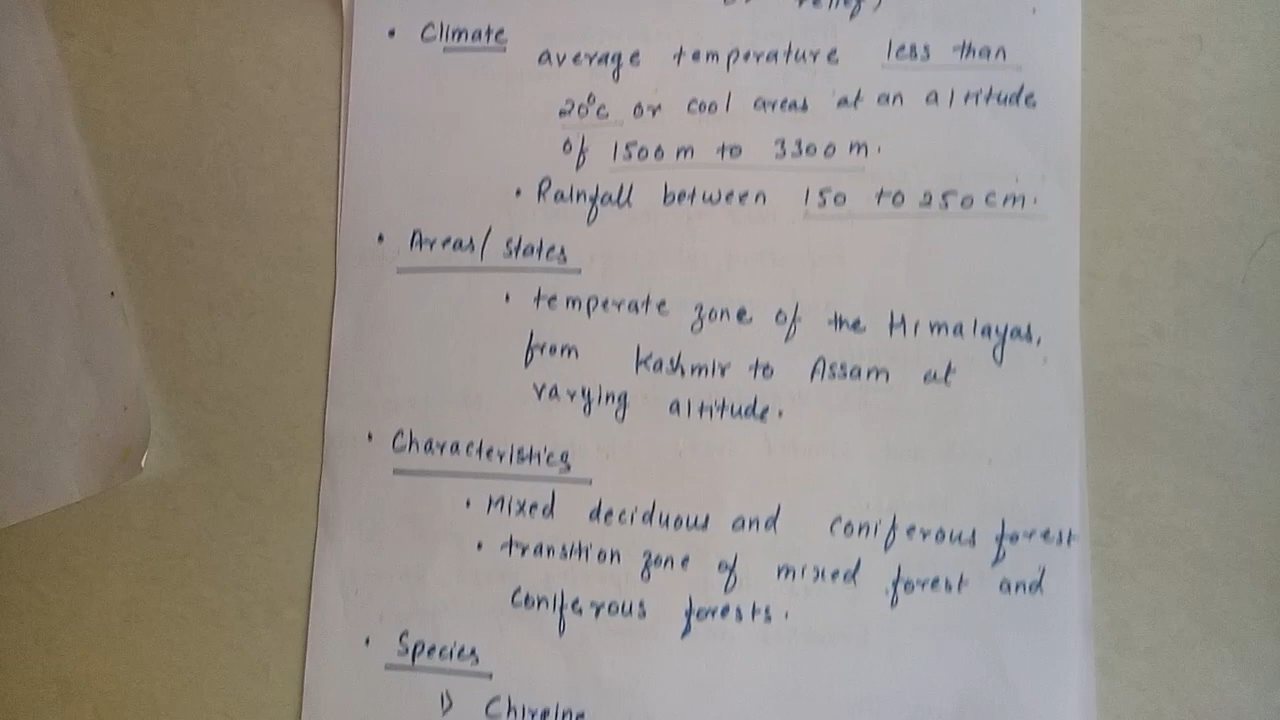 • Climate
average temperature less than
20°c or cool areas at an altitude
of 1500m to 3300m.
• Rainfall between 150 to 250cm.
• Areas/ states
• temperate zone of the Himalayas,
from Kashmir to Assam at
varying altitude.
• Characteristics
• Mixed deciduous and coniferous forest
• transition zone of mixed forest and
coniferous forests.
• Species
1)